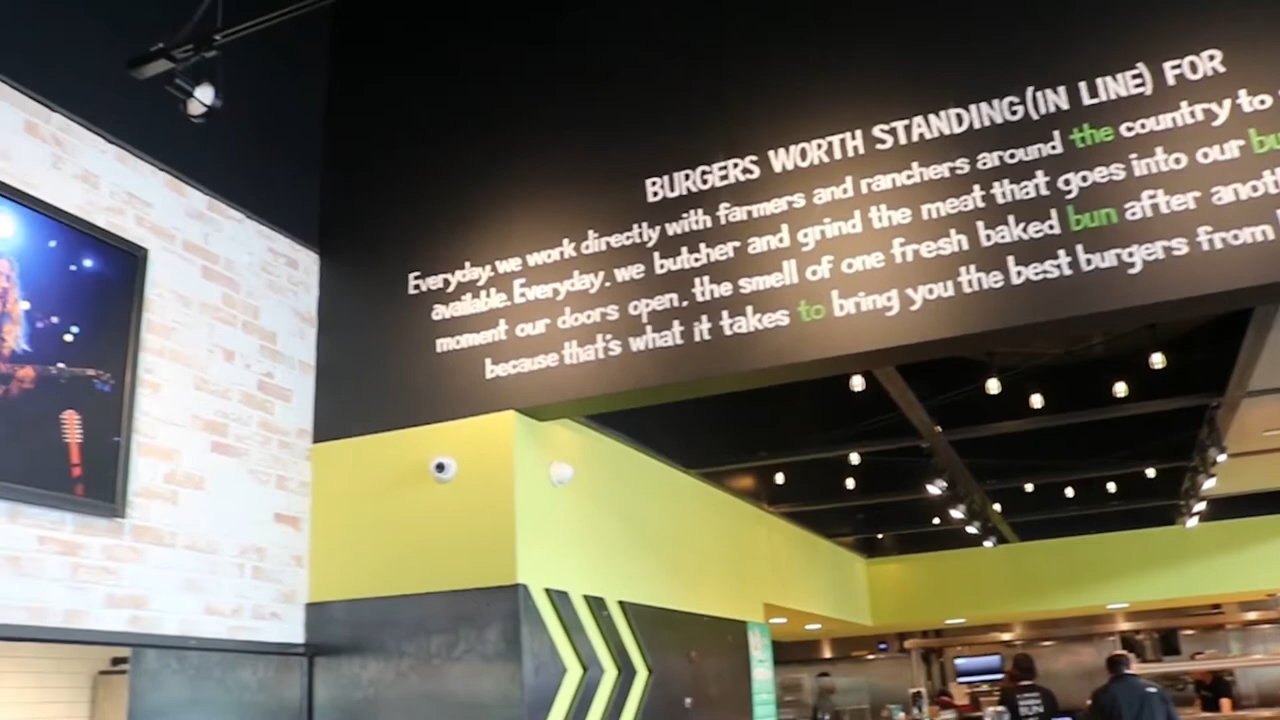 BURGERS WORTH STANDING (IN LINE) FOR
Everyday, we work directly with farmers and ranchers around the country to
available. Everyday, we butcher and grind the meat that goes into our bu
moment our doors open, the smell of one fresh baked bun after anot
because that's what it takes to bring you the best burgers from
BUN